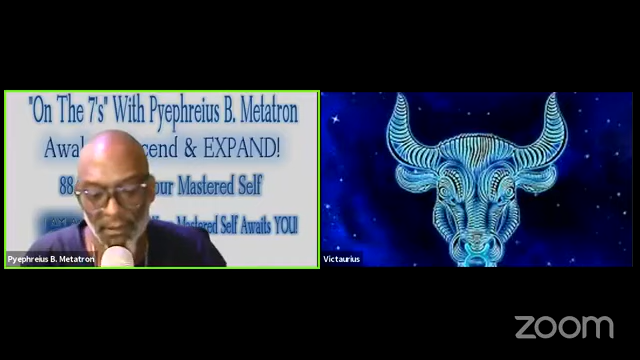 "On The 7's" With Pyephreius B. Metatron
Awa cend & EXPAND!
88 our Mastered Self
Mastered Self Awaits YOU!
Pyephreius B. Metatron
Victaurius
zoom